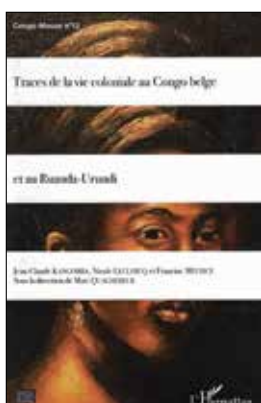 Congo-Meuse n°12
Traces de la vie coloniale au Congo belge
et au Ruanda-Urundi
Jean-Claude KANGOMBA, Nicole LECLERCQ et Francine
Sous la direction de Marc QUAGHEBEUR
L'Harmattan